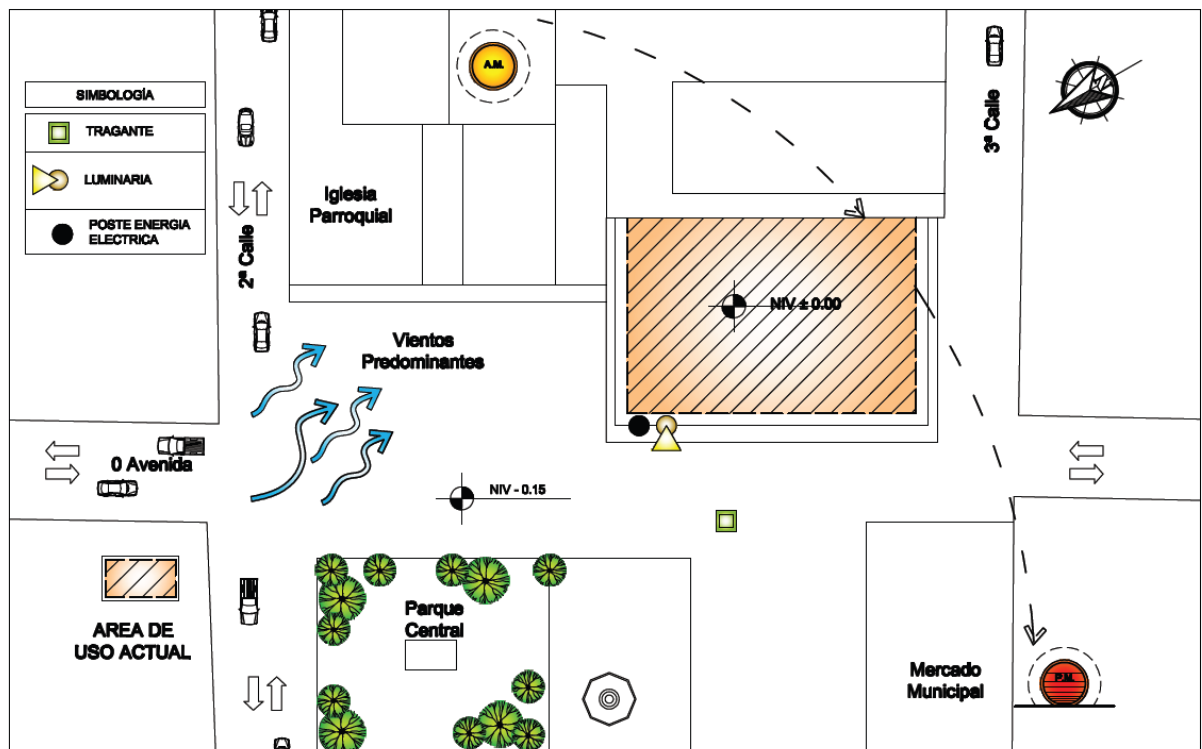 A.M.
SIMBOLOGÍA
TRAGANTE
LUMINARIA
POSTE ENERGIA
ELECTRICA
3ª Calle
Iglesia
Parroquial
2ª Calle
NIV ± 0.00
Vientos
Predominantes
0 Avenida
NIV - 0.15
Parque
Central
AREA DE
USO ACTUAL
Mercado
Municipal
P.M.